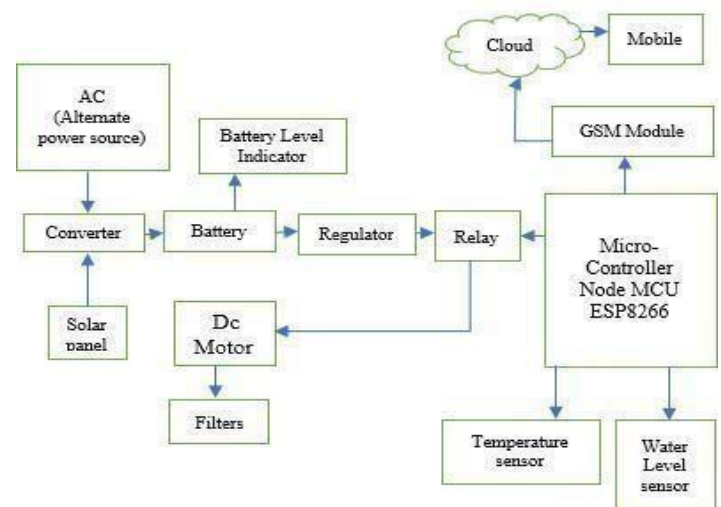 Cloud
Mobile
AC
(Alternate
power source)
GSM Module
Battery Level
Indicator
Converter
Battery
Regulator
Relay
Micro-
Controller
Node MCU
ESP8266
Solar
panel
Dc
Motor
Filters
Temperature
sensor
Water
Level
sensor